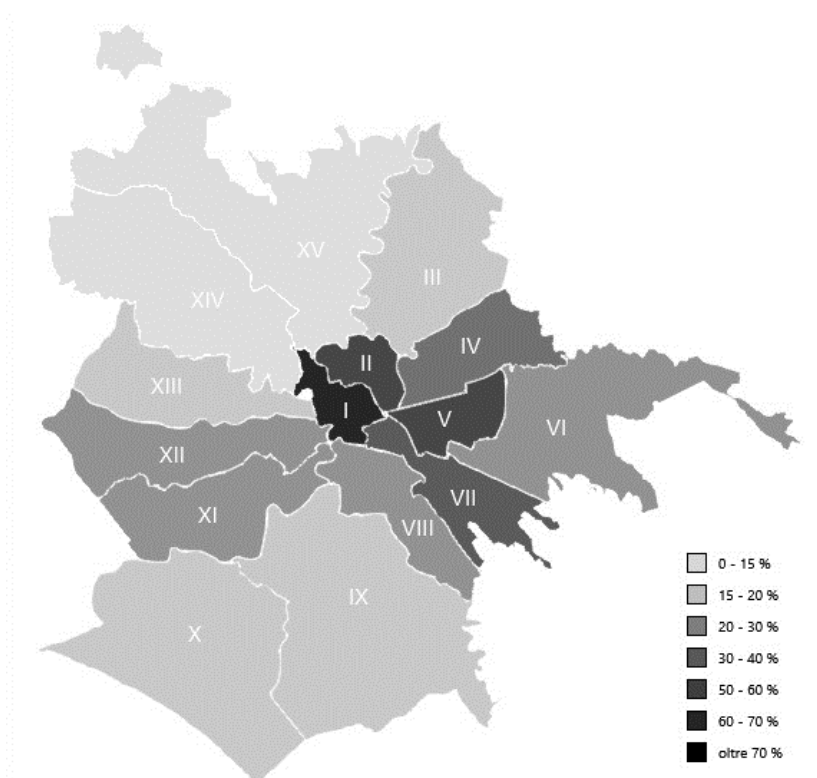 XV
III
XIV
IV
II
XIII
I
V
VI
XII
VII
XI
VIII
IX
X
0 - 15 %
15 - 20 %
20 - 30 %
30 - 40 %
50 - 60 %
60 - 70 %
oltre 70 %